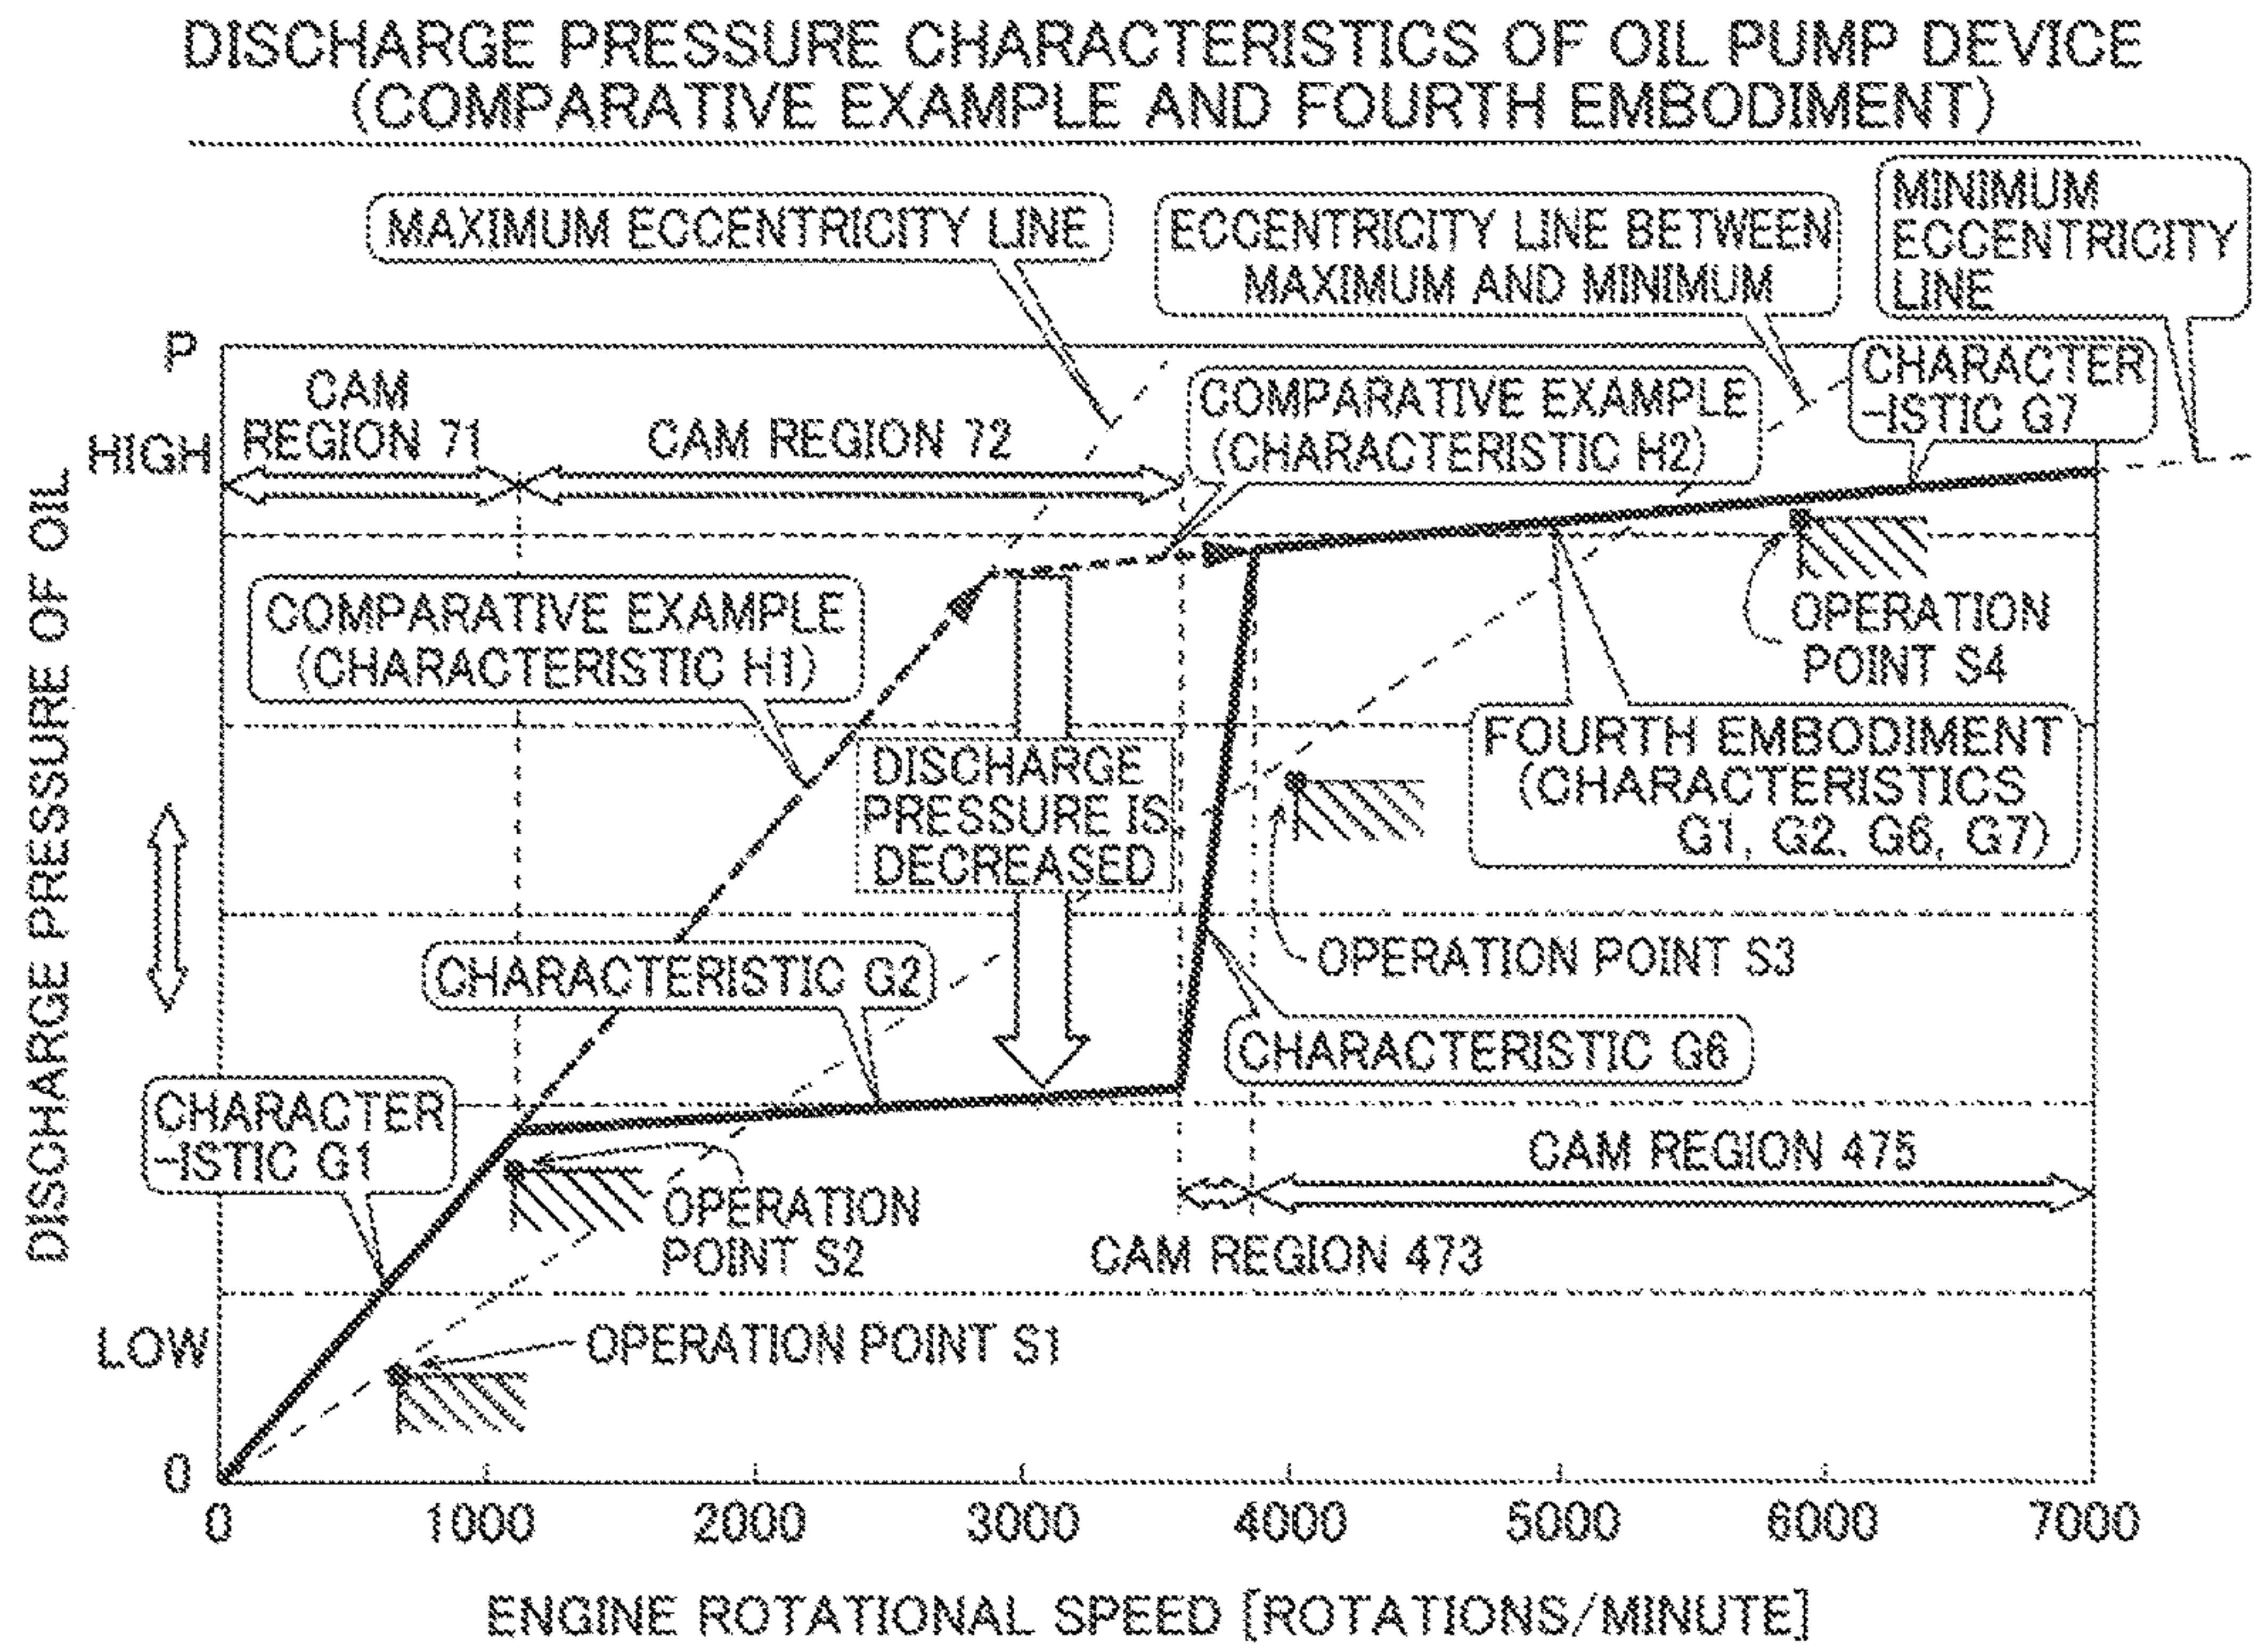 DISCHARGE PRESSURE CHARACTERISTICS OF OIL PUMP DEVICE
(COMPARATIVE EXAMPLE AND FOURTH EMBODIMENT)
MAXIMUM ECCENTRICITY LINE
ECCENTRICITY LINE BETWEEN
MAXIMUM AND MINIMUM
MINIMUM
ECCENTRICITY
LINE
P
HIGH
CAM
REGION 71
CAM REGION 72
COMPARATIVE EXAMPLE
(CHARACTERISTIC H2)
CHARACTER
-ISTIC G7
COMPARATIVE EXAMPLE
(CHARACTERISTIC H1)
OPERATION
POINT S4
DISCHARGE
PRESSURE IS
DECREASED
FOURTH EMBODIMENT
(CHARACTERISTICS
G1, G2, G6, G7)
DISCHARGE PRESSURE OF OIL
CHARACTERISTIC G2
OPERATION POINT S3
CHARACTERISTIC G6
CHARACTER
-ISTIC G1
OPERATION
POINT S2
CAM REGION 475
CAM REGION 473
LOW
OPERATION POINT S1
0
0 1000 2000 3000 4000 5000 6000 7000
ENGINE ROTATIONAL SPEED [ROTATIONS/MINUTE]